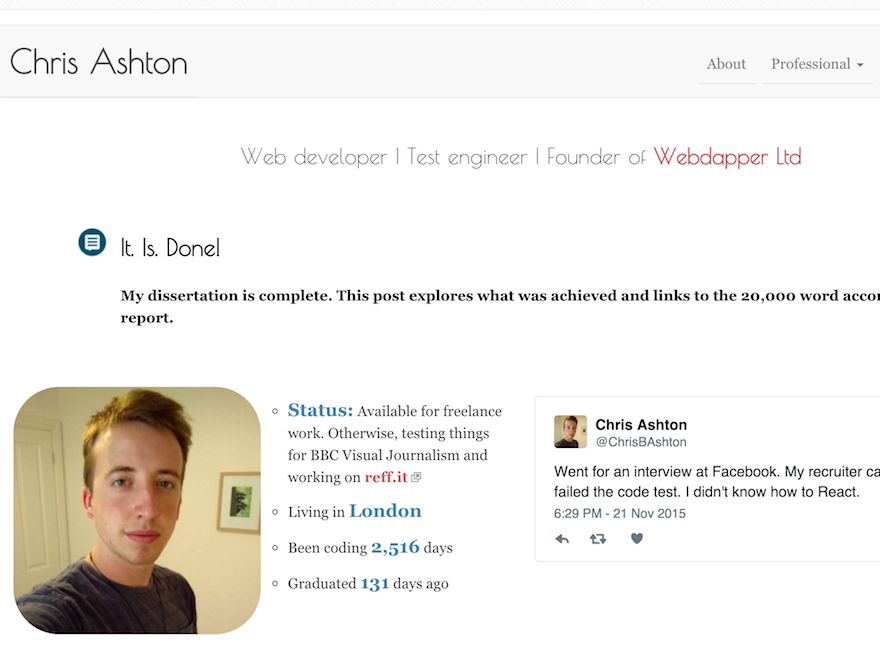 Chris Ashton
About
Professional
Web developer | Test engineer | Founder of Webdapper Ltd
It. Is. Done!
My dissertation is complete. This post explores what was achieved and links to the 20,000 word
report.
Status: Available for freelance
work. Otherwise, testing things
for BBC Visual Journalism and
working on reff.it
Living in London
Been coding 2,516 days
Graduated 131 days ago
Chris Ashton
@ChrisBAshton
Went for an interview at Facebook. My recruiter
failed the code test. I didn't know how to React.
6:29 PM - 21 Nov 2015